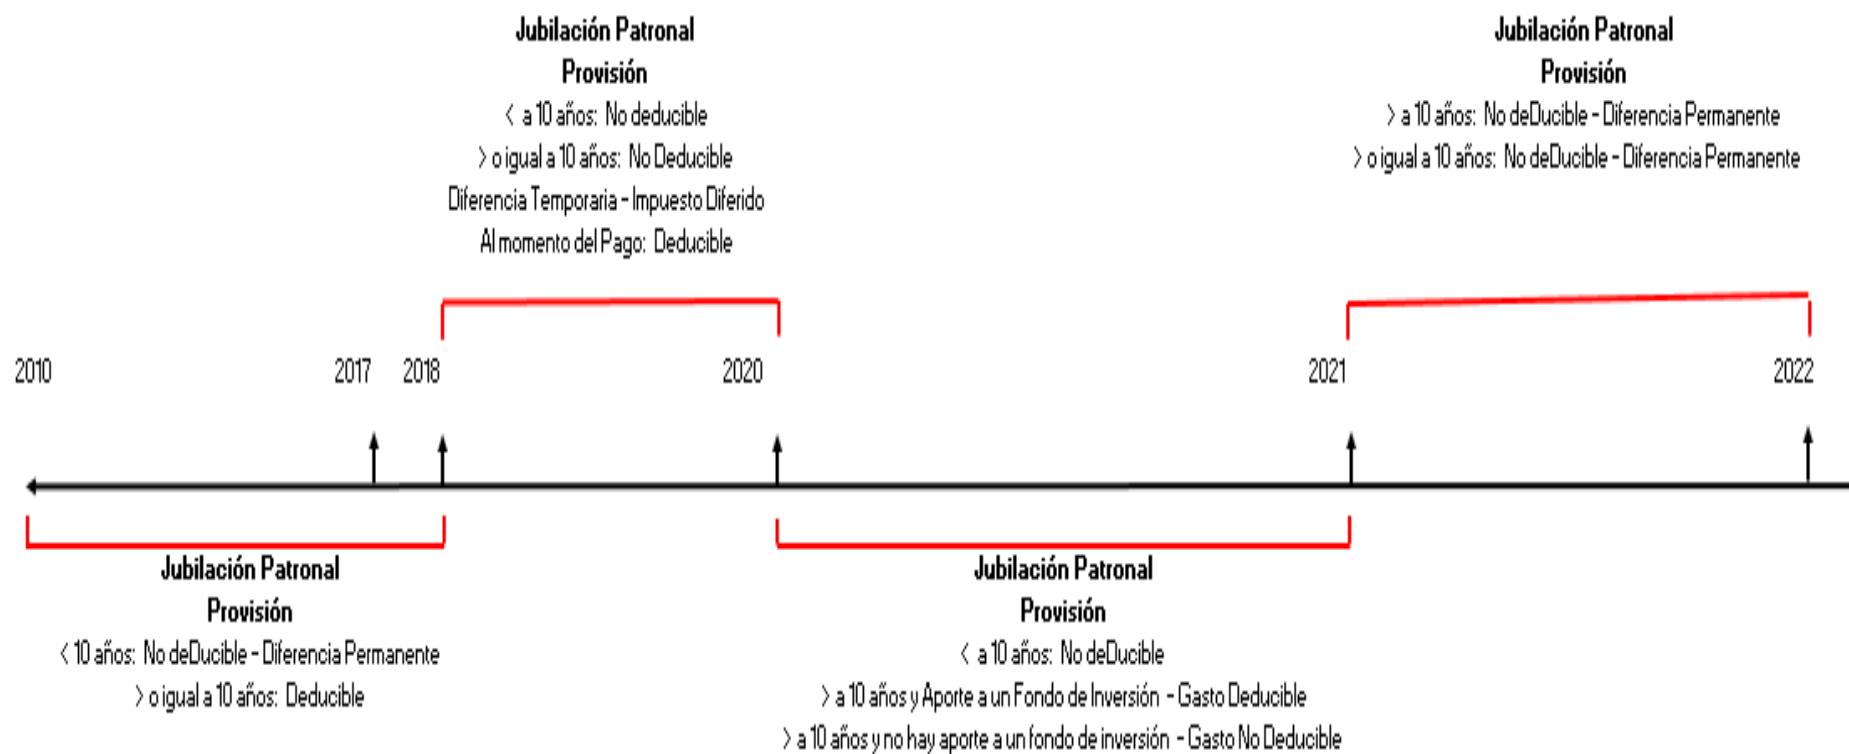 Jubilación Patronal
Provisión
< a 10 años: No deducible
> o igual a 10 años: No Deducible
Diferencia Temporaria - Impuesto Diferido
Al momento del Pago: Deducible
Jubilación Patronal
Provisión
> a 10 años: No deDucible - Diferencia Permanente
> o igual a 10 años: No deDucible - Diferencia Permanente
2010
2017
2018
2020
2021
2022
Jubilación Patronal
Provisión
< 10 años: No deDucible - Diferencia Permanente
> o igual a 10 años: Deducible
Jubilación Patronal
Provisión
< a 10 años: No deDucible
> a 10 años y Aporte a un Fondo de Inversión - Gasto Deducible
> a 10 años y no hay aporte a un fondo de inversión - Gasto No Deducible